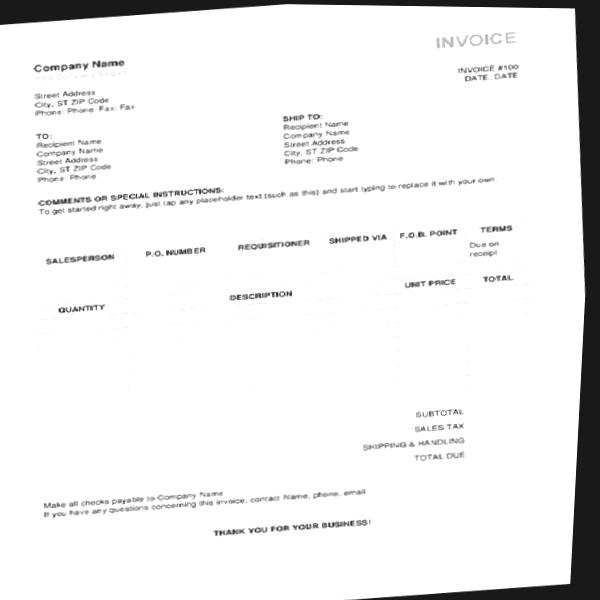 INVOICE
Company Name
INVOICE #100
DATE: DATE
Street Address
City, ST ZIP Code
Phone: Phone Fax: Fax
TO:
Recipient Name
Company Name
Street Address
City, ST ZIP Code
Phone: Phone
SHIP TO:
Recipient Name
Company Name
Street Address
City, ST ZIP Code
Phone: Phone
COMMENTS OR SPECIAL INSTRUCTIONS:
To get started right away, just tap any placeholder text (such as this) and start typing to replace it with your own.
SALESPERSON P.O. NUMBER REQUISITIONER SHIPPED VIA F.O.B. POINT TERMS
Due on
receipt
QUANTITY DESCRIPTION UNIT PRICE TOTAL
SUBTOTAL
SALES TAX
SHIPPING & HANDLING
TOTAL DUE
Make all checks payable to Company Name
If you have any questions concerning this invoice, contact Name, phone, email
THANK YOU FOR YOUR BUSINESS!